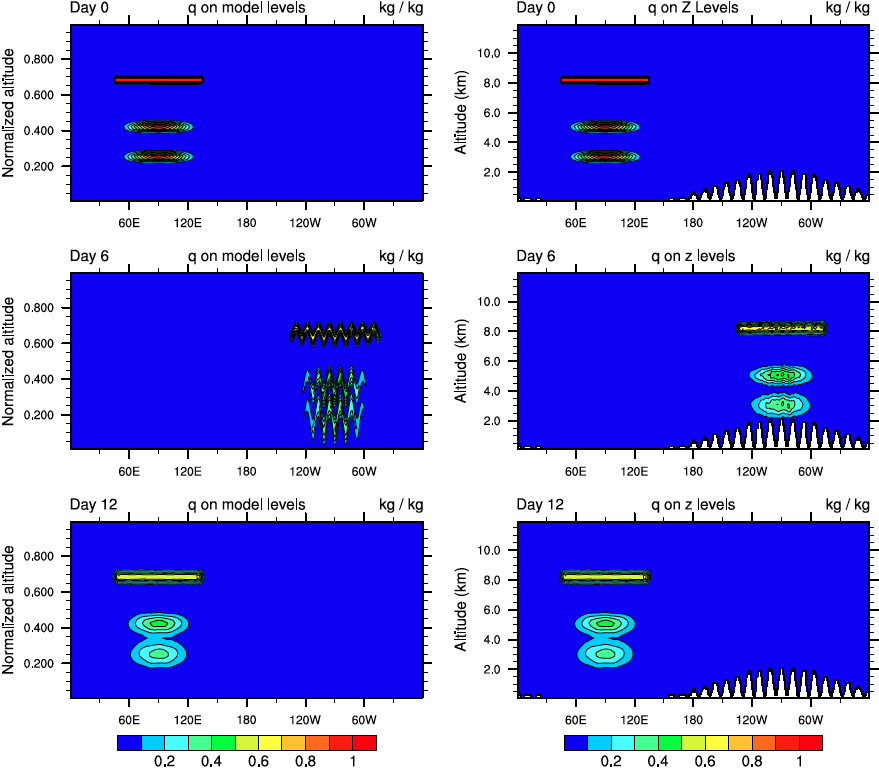 Day 0 q on model levels kg / kg
Normalized altitude
0.800
0.600
0.400
0.200
60E 120E 180 120W 60W
Day 0 q on Z Levels kg / kg
Altitude (km)
10.0
8.0
6.0
4.0
2.0
60E 120E 180 120W 60W
Day 6 q on model levels kg / kg
Normalized altitude
0.800
0.600
0.400
0.200
60E 120E 180 120W 60W
Day 6 q on z levels kg / kg
Altitude (km)
10.0
8.0
6.0
4.0
2.0
60E 120E 180 120W 60W
Day 12 q on model levels kg / kg
Normalized altitude
0.800
0.600
0.400
0.200
60E 120E 180 120W 60W
Day 12 q on z levels kg / kg
Altitude (km)
10.0
8.0
6.0
4.0
2.0
60E 120E 180 120W 60W
0.2 0.4 0.6 0.8 1
0.2 0.4 0.6 0.8 1